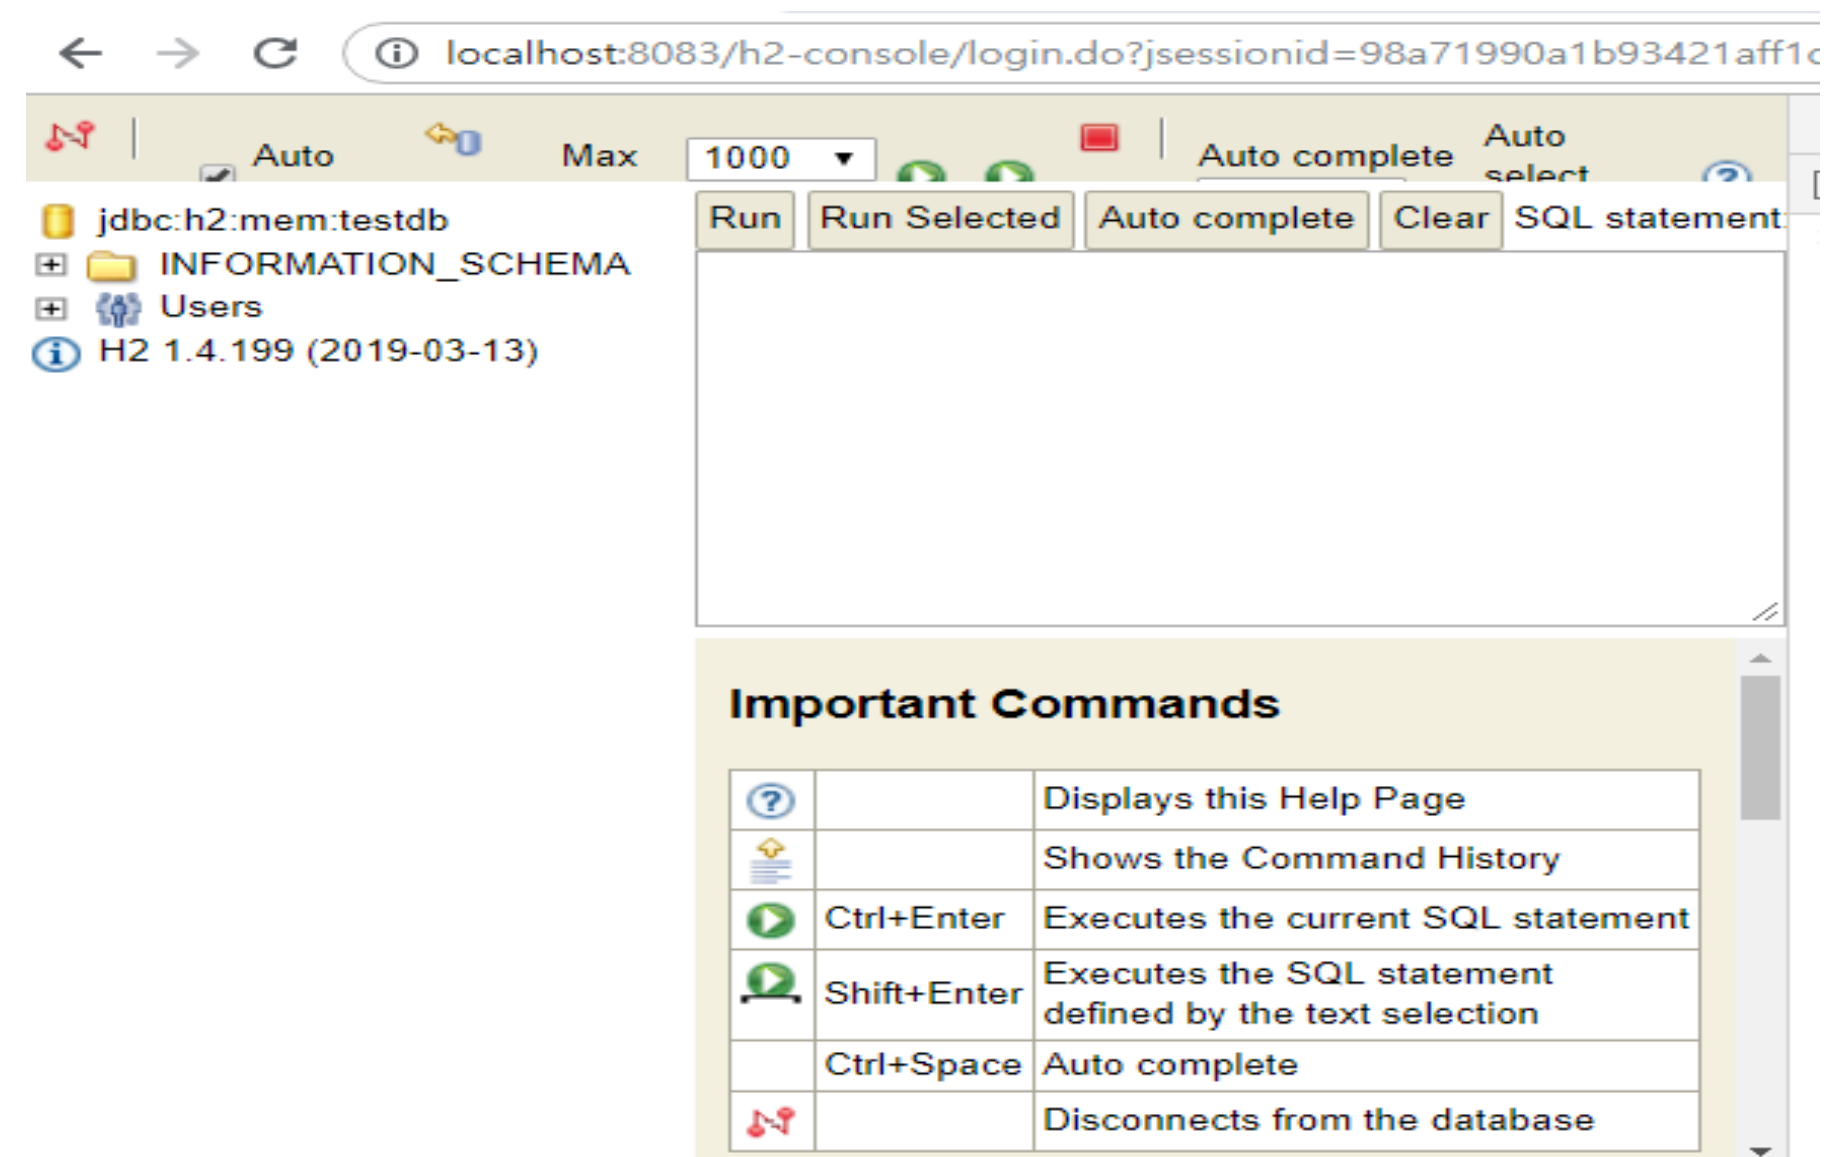 localhost:8083/h2-console/login.do?jsessionid=98a71990a1b93421aff1
Auto
Max
1000
Auto complete
Auto
select
jdbc:h2:mem:testdb
INFORMATION_SCHEMA
Users
H2 1.4.199 (2019-03-13)
Run
Run Selected
Auto complete
Clear
SQL statement:
Important Commands
Displays this Help Page
Shows the Command History
Ctrl+Enter Executes the current SQL statement
Shift+Enter Executes the SQL statement
defined by the text selection
Ctrl+Space Auto complete
Disconnects from the database